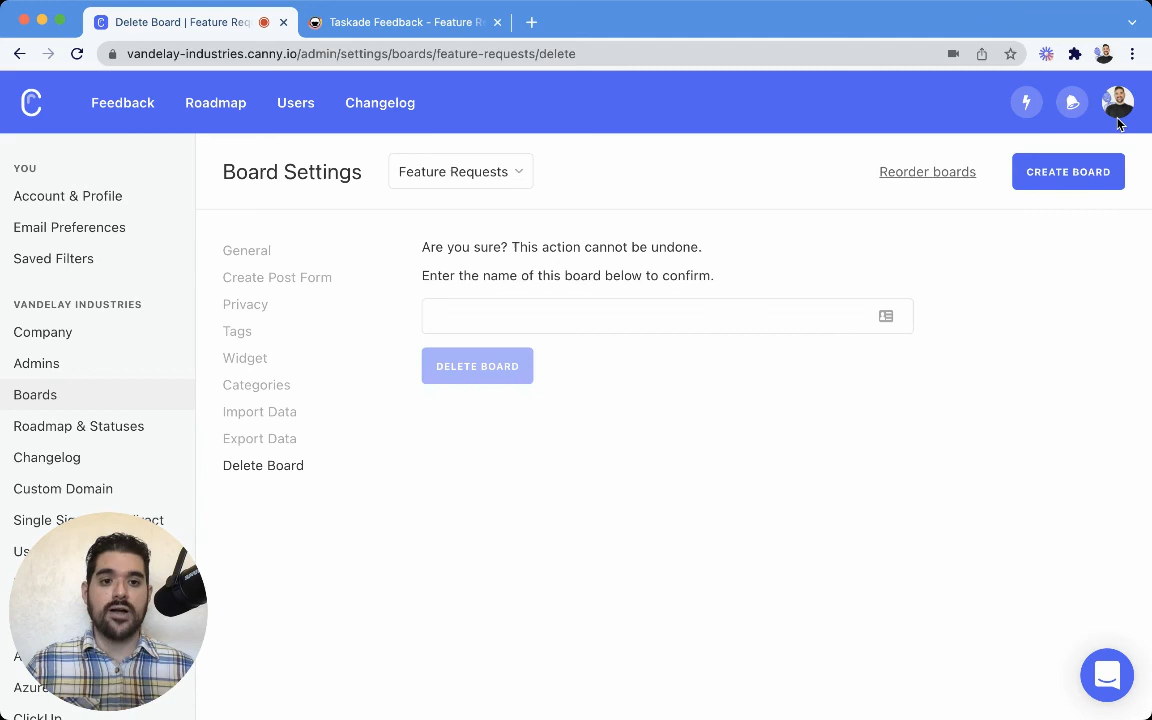 Delete Board | Feature Req
Taskade Feedback - Feature R
vandelay-industries.canny.io/admin/settings/boards/feature-requests/delete
Feedback
Roadmap
Users
Changelog
YOU
Account & Profile
Email Preferences
Saved Filters
VANDELAY INDUSTRIES
Company
Admins
Boards
Roadmap & Statuses
Changelog
Custom Domain
Board Settings
Feature Requests
Reorder boards
CREATE BOARD
General
Create Post Form
Privacy
Tags
Widget
Categories
Import Data
Export Data
Delete Board
Are you sure? This action cannot be undone.
Enter the name of this board below to confirm.
DELETE BOARD
ClickUp